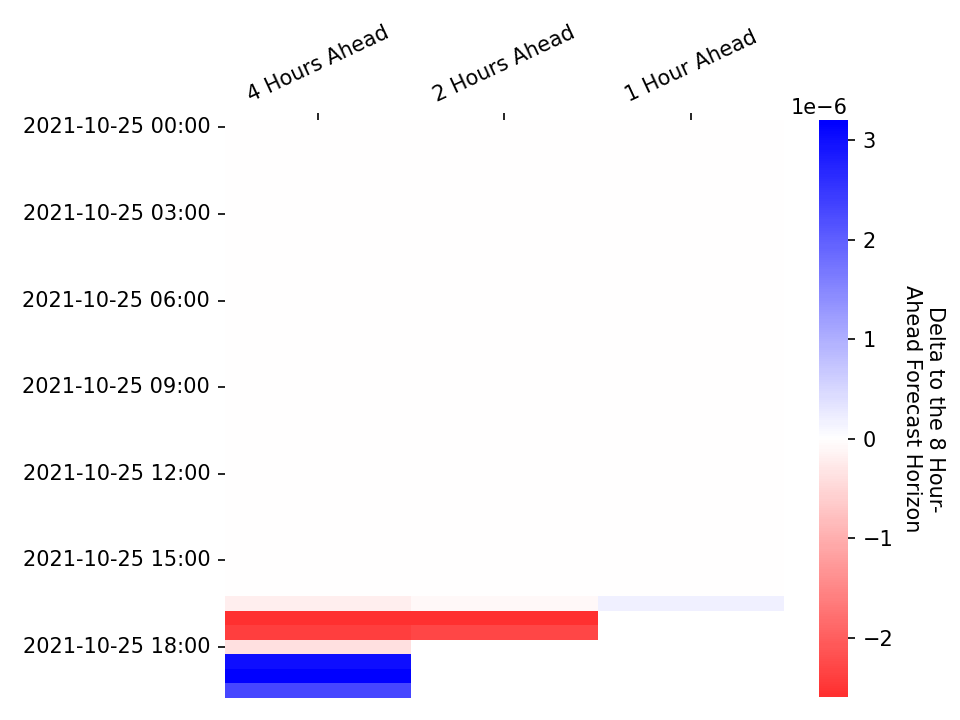 4 Hours Ahead
2 Hours Ahead
1 Hour Ahead
1e−6
2021-10-25 00:00
2021-10-25 03:00
2021-10-25 06:00
2021-10-25 09:00
2021-10-25 12:00
2021-10-25 15:00
2021-10-25 18:00
3
2
1
0
−1
−2
Delta to the 8 Hour-
Ahead Forecast Horizon